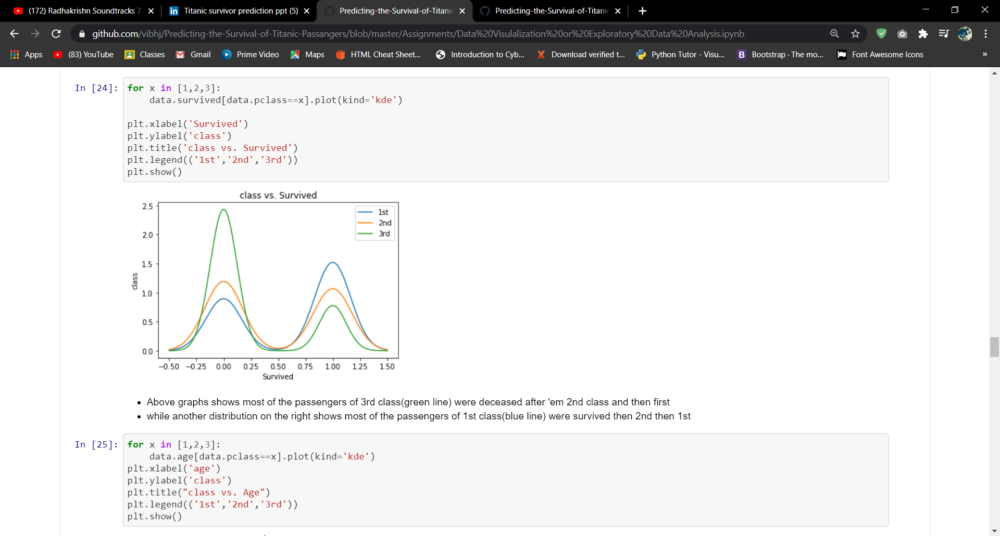 (172) Radhakrishn Soundtracks 7
Titanic survivor prediction ppt (5)
Predicting-the-Survival-of-Titanic
Predicting-the-Survival-of-Titanic
github.com/vibhj/Predicting-the-Survival-of-Titanic-Passangers/blob/master/Assignments/Data%20Visulalization%20or%20Exploratory%20Data%20Analysis.ipynb
Apps
(83) YouTube
Classes
Gmail
Prime Video
Maps
HTML Cheat Sheet...
Introduction to Cyb...
Download verified t...
Python Tutor - Visu...
Bootstrap · The mo...
Font Awesome Icons
»
In [24]:
for x in [1,2,3]:
    data.survived[data.pclass==x].plot(kind='kde')
plt.xlabel('Survived')
plt.ylabel('class')
plt.title('class vs. Survived')
plt.legend(('1st','2nd','3rd'))
plt.show()
class vs. Survived
1st
2nd
3rd
2.5
2.0
1.5
1.0
0.5
0.0
class
−0.50 −0.25 0.00 0.25 0.50 0.75 1.00 1.25 1.50
Survived
• Above graphs shows most of the passengers of 3rd class(green line) were deceased after 'em 2nd class and then first
• while another distribution on the right shows most of the passengers of 1st class(blue line) were survived then 2nd then 1st
In [25]:
for x in [1,2,3]:
    data.age[data.pclass==x].plot(kind='kde')
plt.xlabel('age')
plt.ylabel('class')
plt.title("class vs. Age")
plt.legend(('1st','2nd','3rd'))
plt.show()